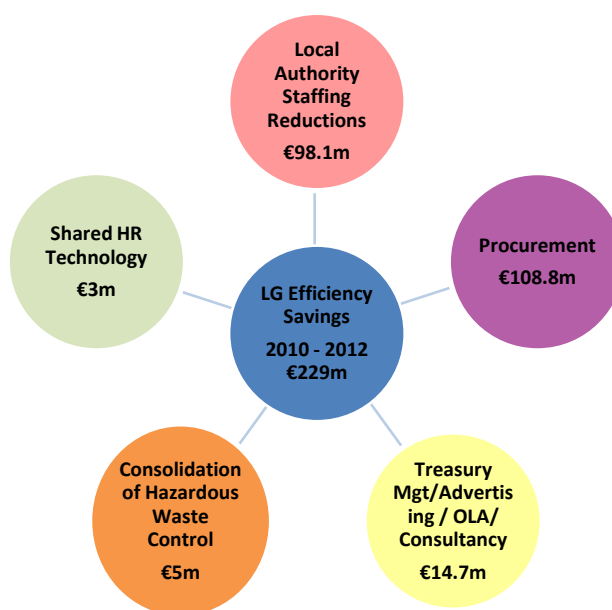 Local
Authority
Staffing
Reductions
€98.1m
Shared HR
Technology
€3m
Procurement
€108.8m
LG Efficiency
Savings
2010 - 2012
€229m
Consolidation
of Hazardous
Waste
Control
€5m
Treasury
Mgt/Advertis
ing / OLA/
Consultancy
€14.7m